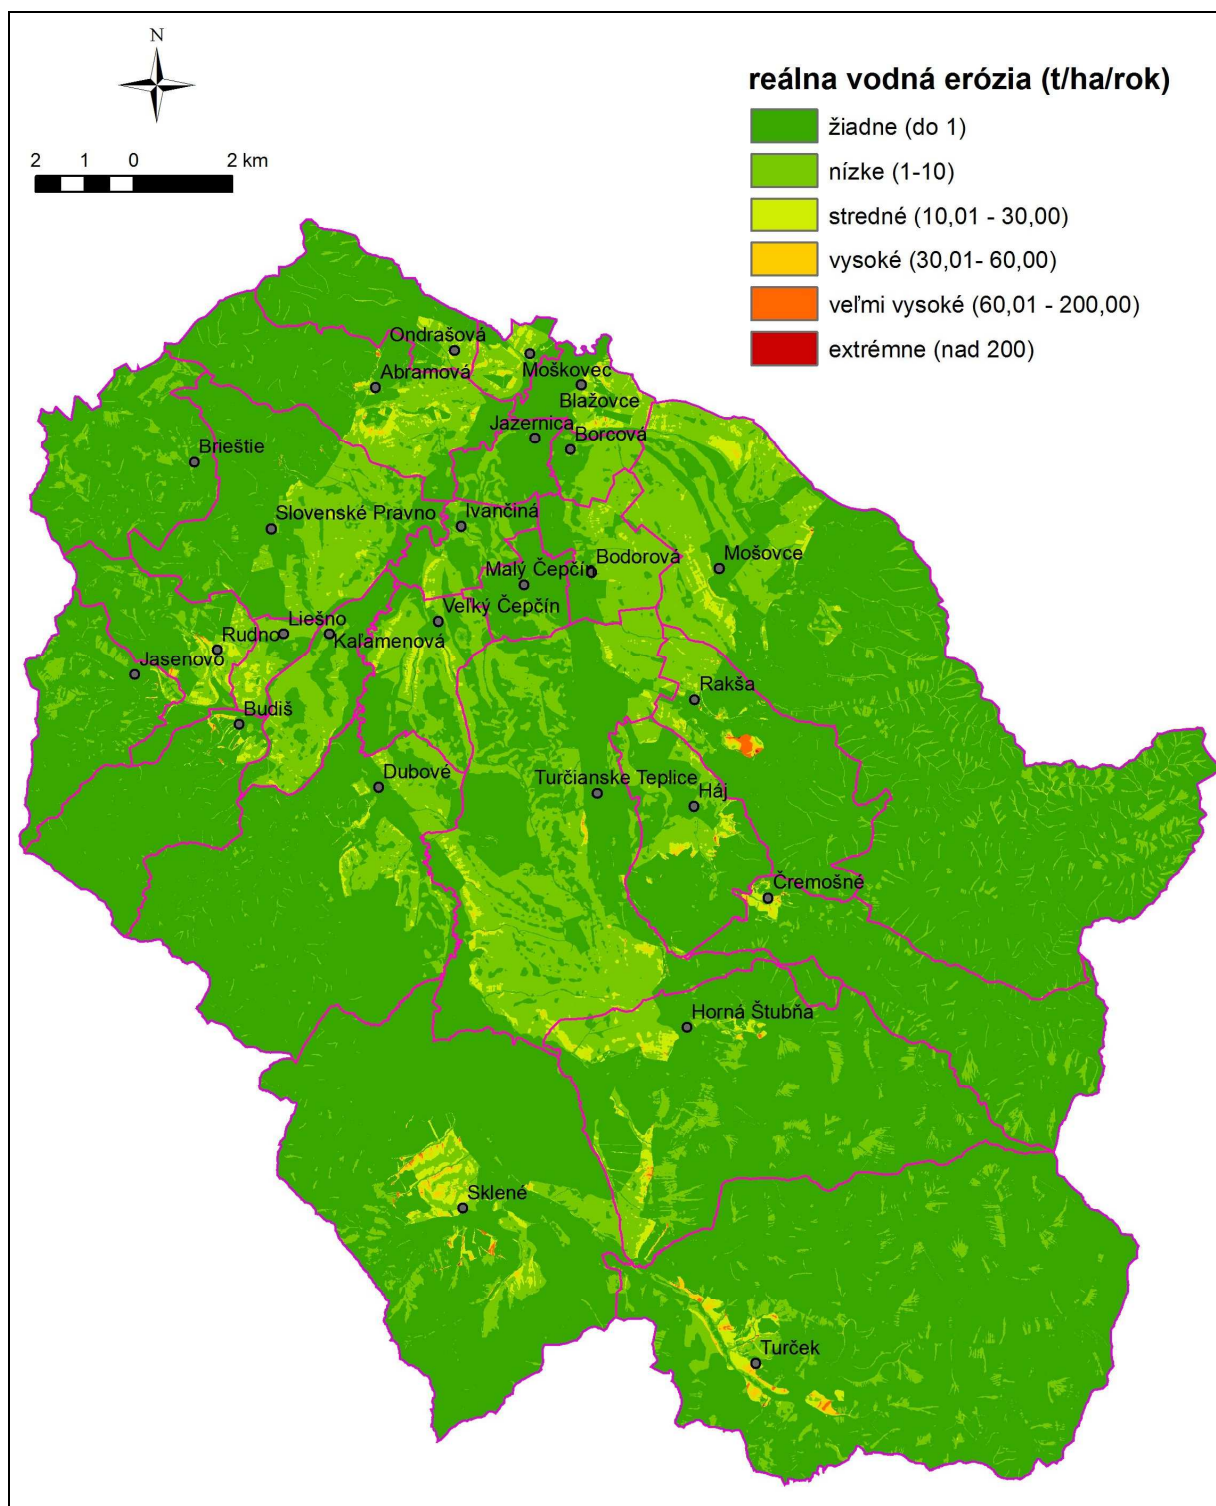 N
2 1 0 2 km
reálna vodná erózia (t/ha/rok)
žiadne (do 1)
nízke (1-10)
stredné (10,01 - 30,00)
vysoké (30,01- 60,00)
veľmi vysoké (60,01 - 200,00)
extrémne (nad 200)
Ondrašová
Moškovec
Abramová
Blažovce
Jazernica
Borcová
Brieštie
Slovenské Pravno
Ivančiná
Bodorová
Mošovce
Malý Čepčín
Veľký Čepčín
Liešno
Rudno
Kaľamenová
Jasenovo
Rakša
Budiš
Dubové
Turčianske Teplice
Háj
Čremošné
Horná Štubňa
Sklené
Turček